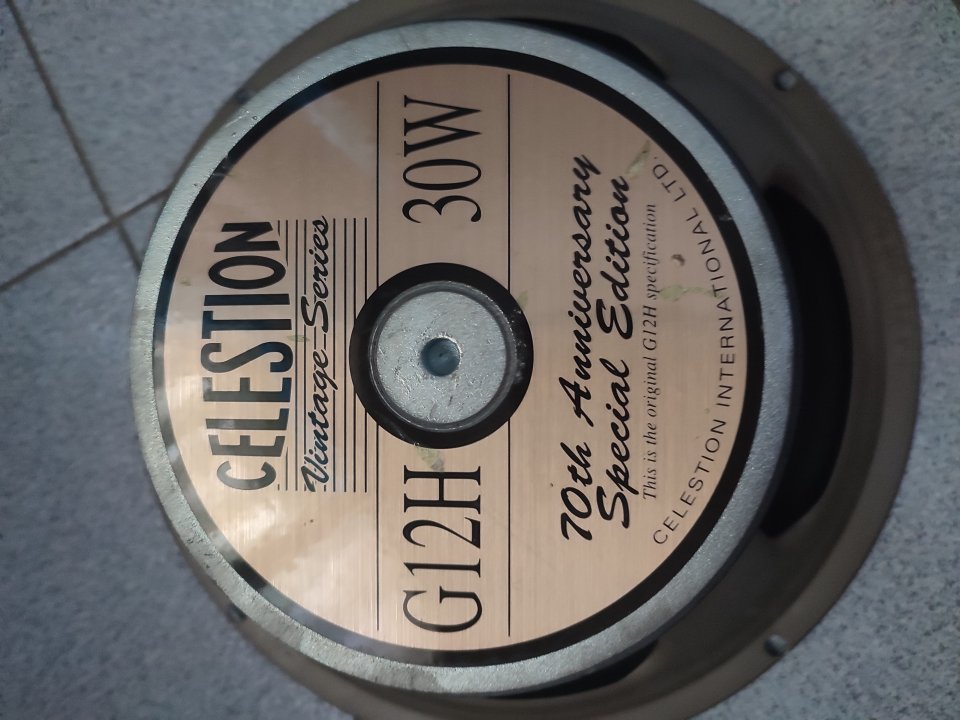 CELESTION
Vintage-Series
G12H 30W
70th Anniversary
Special Edition
This is the original G12H specification
CELESTION INTERNATIONAL LTD.